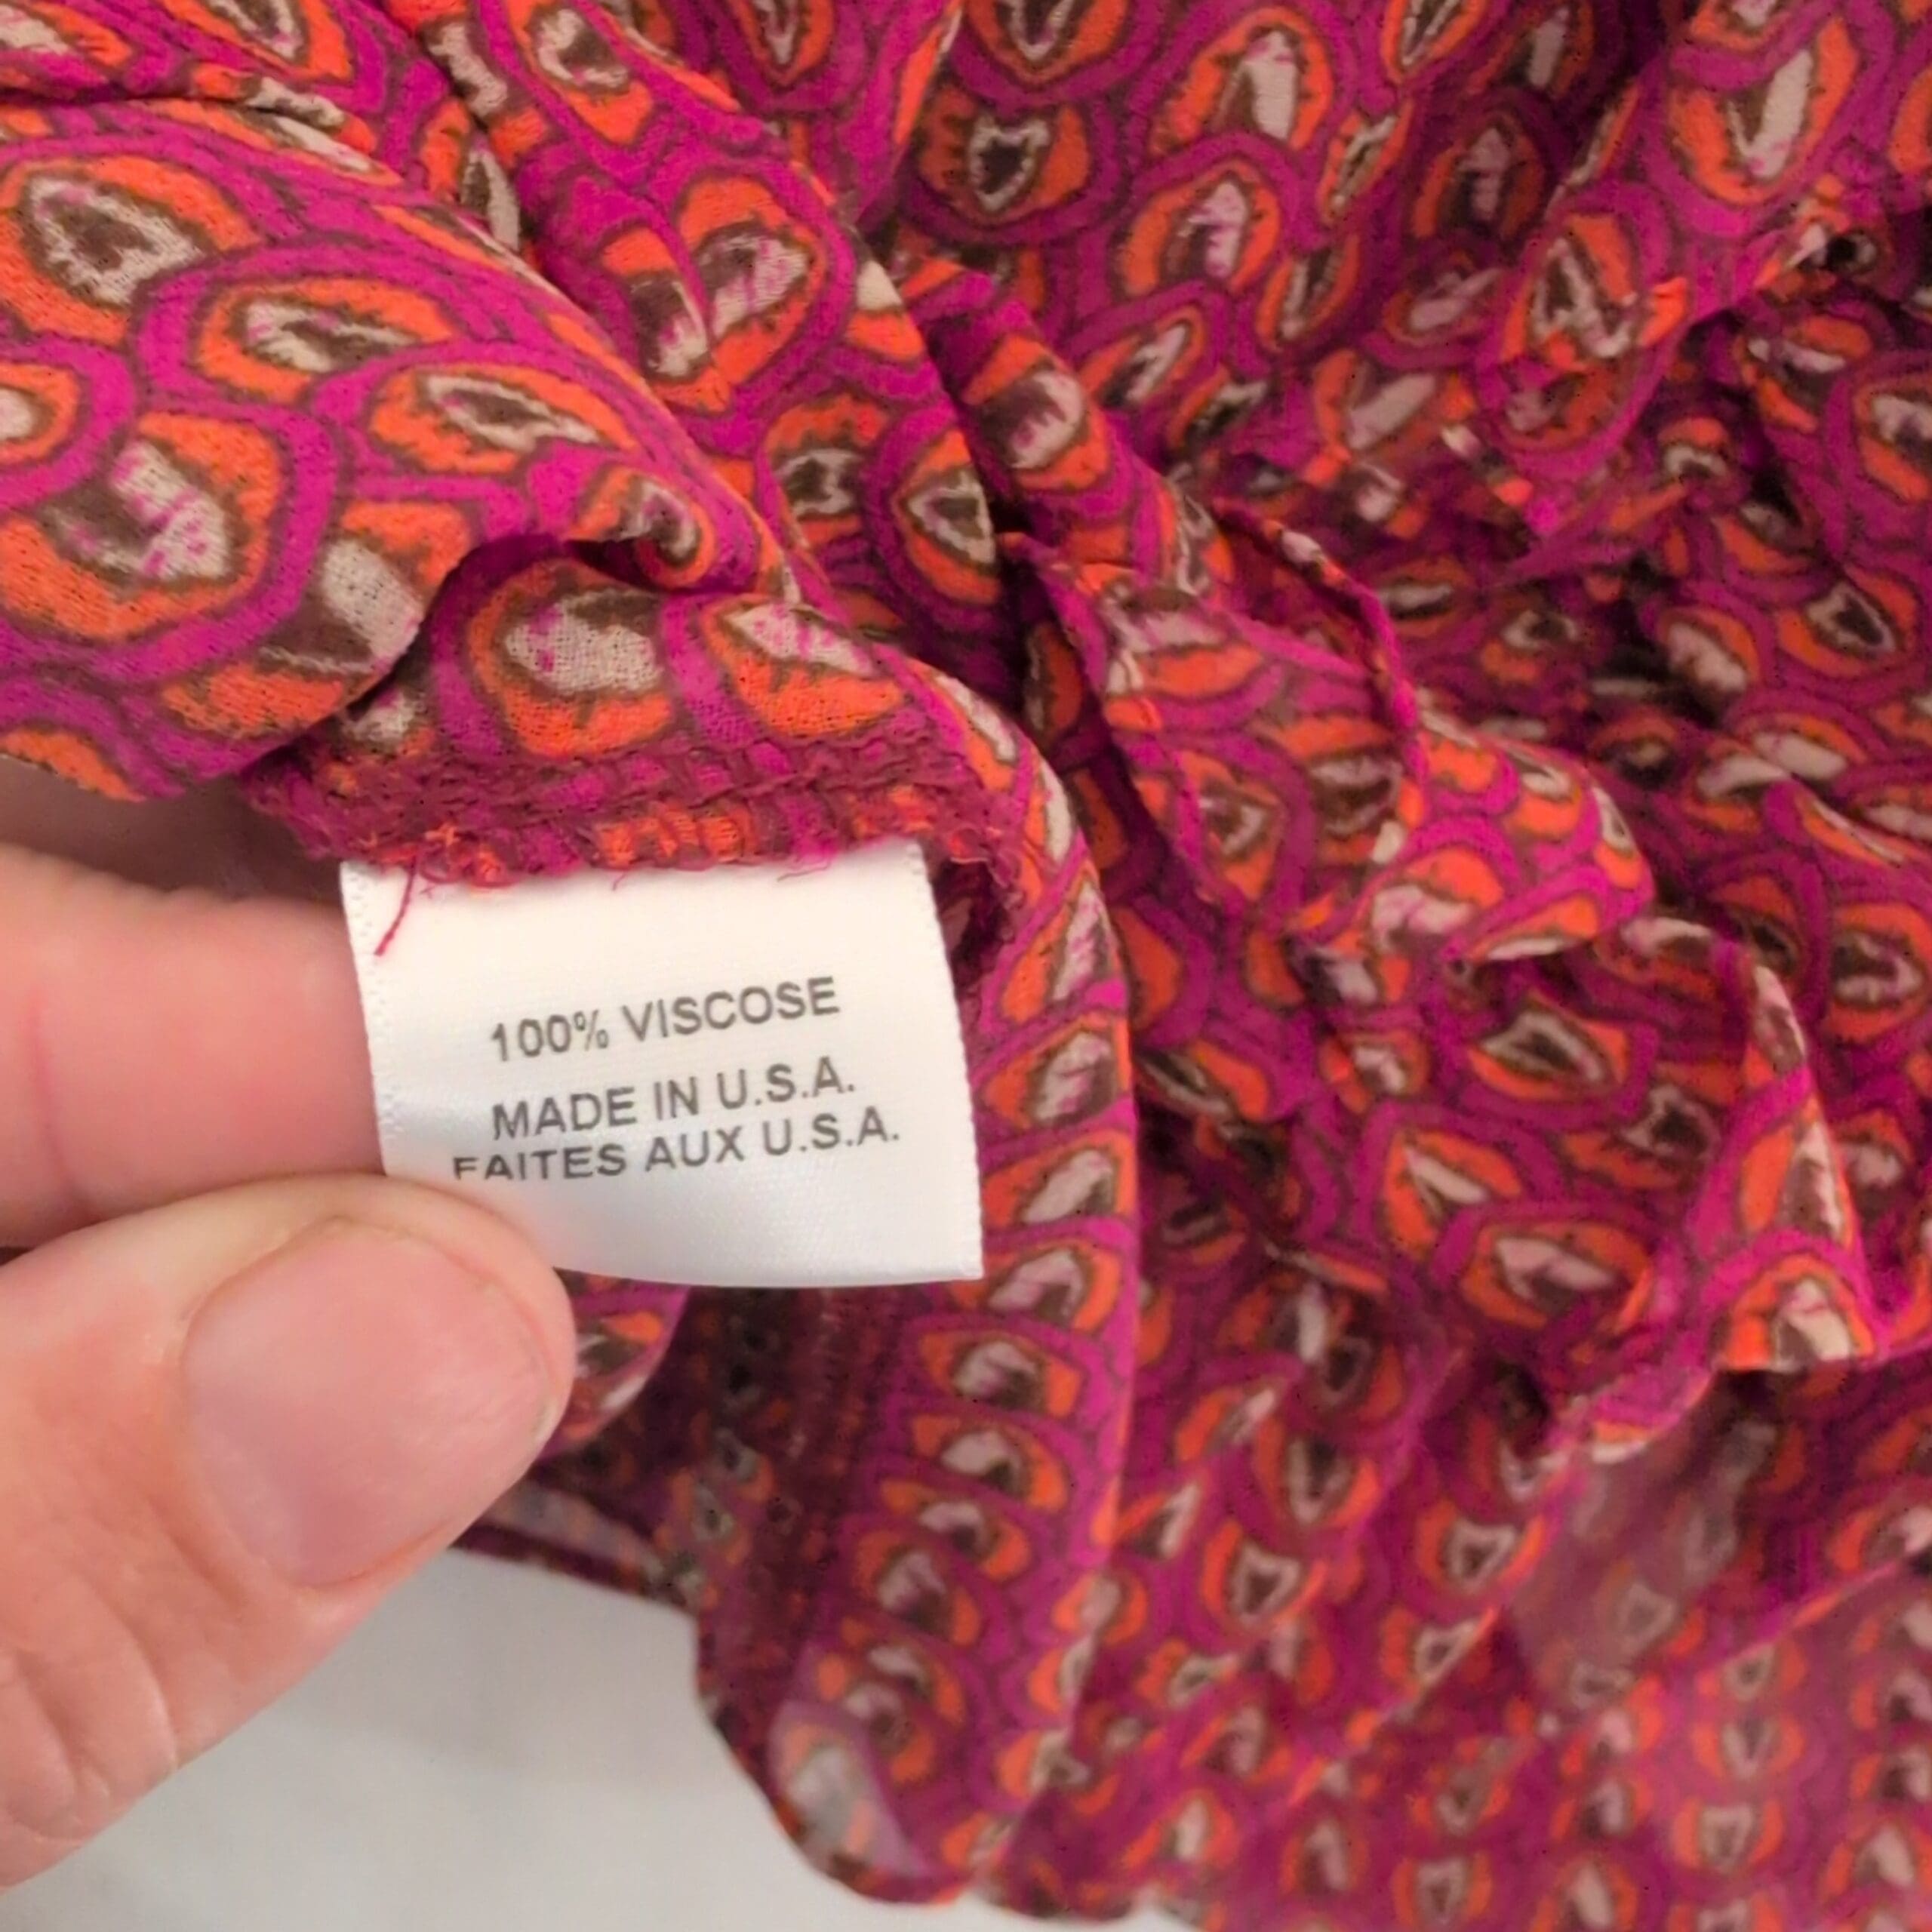 100% VISCOSE
MADE IN U.S.A.
FAITES AUX U.S.A.